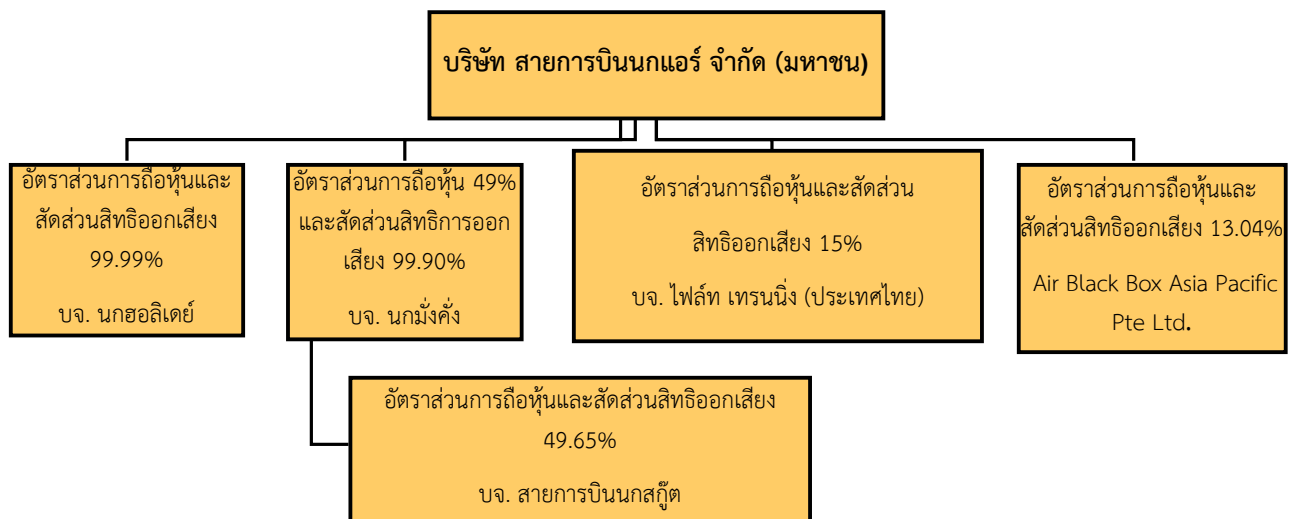 บริษัท สายการบินนกแอร์ จำกัด (มหาชน)
อัตราส่วนการถือหุ้นและ
สัดส่วนสิทธิออกเสียง
99.99%
บจ. นกฮอลิเดย์
อัตราส่วนการถือหุ้น 49%
และสัดส่วนสิทธิการออก
เสียง 99.90%
บจ. นกมั่งคั่ง
อัตราส่วนการถือหุ้นและสัดส่วน
สิทธิออกเสียง 15%
บจ. ไฟล์ท เทรนนิ่ง (ประเทศไทย)
อัตราส่วนการถือหุ้นและ
สัดส่วนสิทธิออกเสียง 13.04%
Air Black Box Asia Pacific
Pte Ltd.
อัตราส่วนการถือหุ้นและสัดส่วนสิทธิออกเสียง
49.65%
บจ. สายการบินนกสกู๊ต